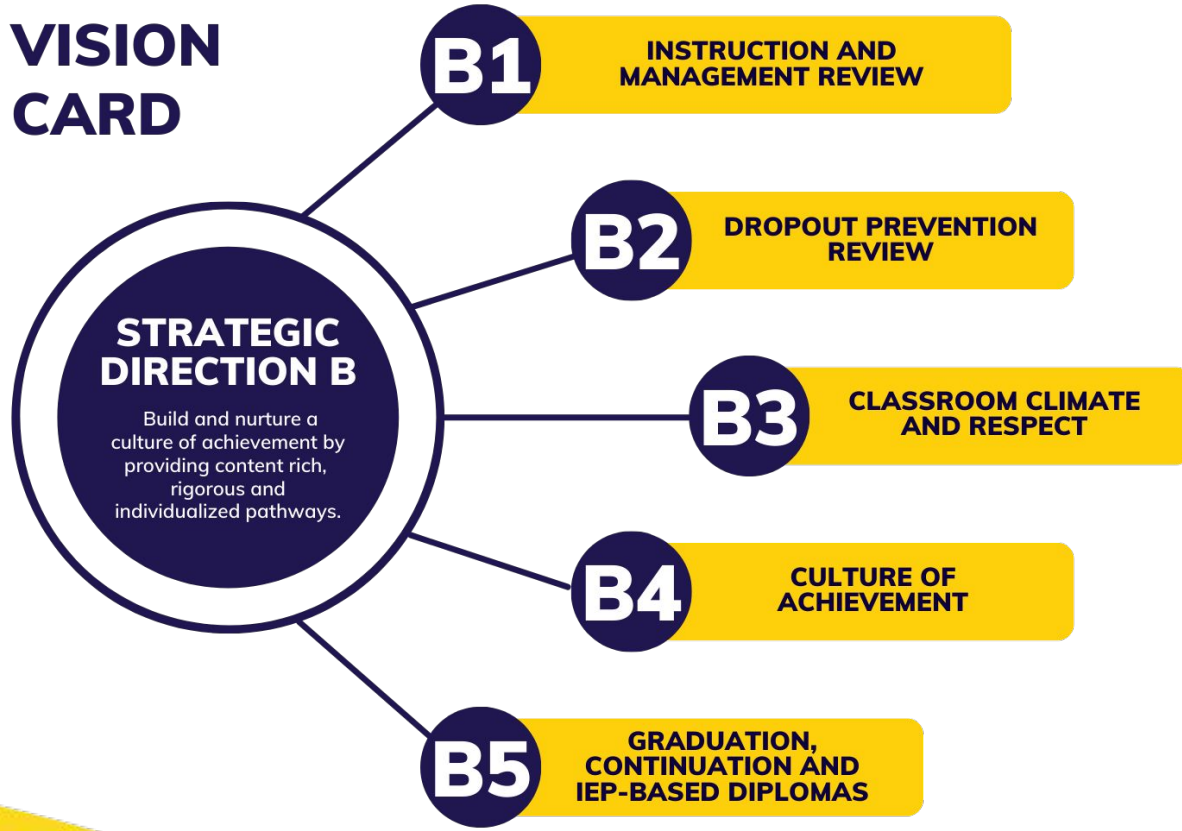 VISION
CARD
B1
INSTRUCTION AND
MANAGEMENT REVIEW
B2
DROPOUT PREVENTION
REVIEW
STRATEGIC
DIRECTION B
Build and nurture a
culture of achievement by
providing content rich,
rigorous and
individualized pathways.
B3
CLASSROOM CLIMATE
AND RESPECT
B4
CULTURE OF
ACHIEVEMENT
B5
GRADUATION,
CONTINUATION AND
IEP-BASED DIPLOMAS